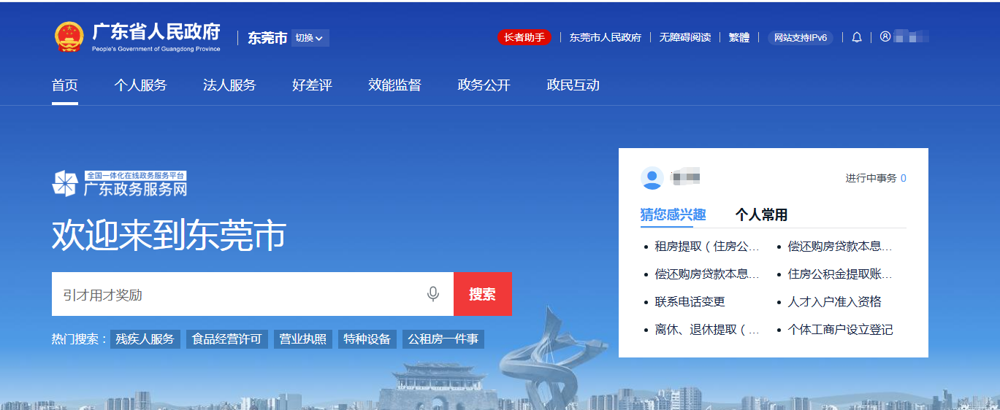 广东省人民政府
People's Government of Guangdong Province
东莞市 切换
长者助手 东莞市人民政府 无障碍阅读 繁體 网站支持IPv6
首页 个人服务 法人服务 好差评 效能监督 政务公开 政民互动
全国一体化在线政务服务平台
广东政务服务网
欢迎来到东莞市
引才用才奖励 搜索
热门搜索： 残疾人服务 食品经营许可 营业执照 特种设备 公租房一件事
进行中事务 0
猜您感兴趣 个人常用
租房提取（住房公... 偿还购房贷款本息...
偿还购房贷款本息... 住房公积金提取账...
联系电话变更 人才入户准入资格
离休、退休提取（... 个体工商户设立登记